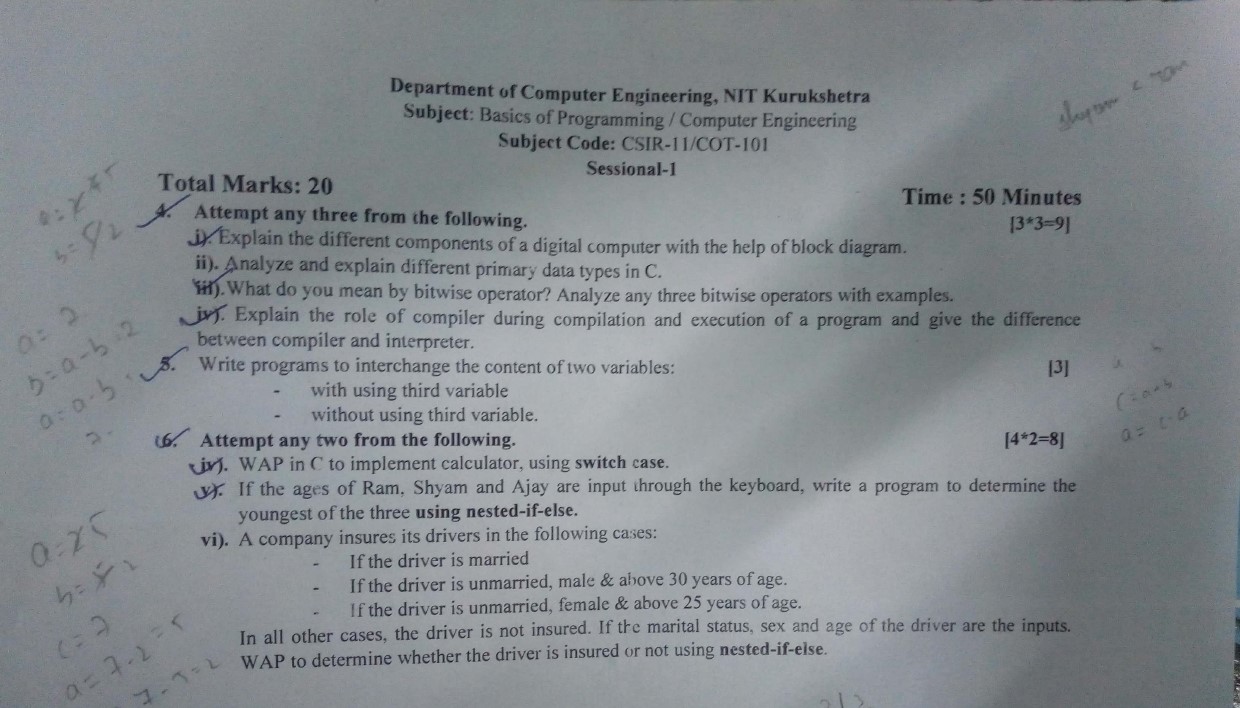 Department of Computer Engineering, NIT Kurukshetra
Subject: Basics of Programming / Computer Engineering
Subject Code: CSIR-11/COT-101
Sessional-1
Total Marks: 20
Time : 50 Minutes
4. Attempt any three from the following. [3*3=9]
i). Explain the different components of a digital computer with the help of block diagram.
ii). Analyze and explain different primary data types in C.
iii). What do you mean by bitwise operator? Analyze any three bitwise operators with examples.
iv). Explain the role of compiler during compilation and execution of a program and give the difference
between compiler and interpreter.
5. Write programs to interchange the content of two variables: [3]
- with using third variable
- without using third variable.
6. Attempt any two from the following. [4*2=8]
iv). WAP in C to implement calculator, using switch case.
v). If the ages of Ram, Shyam and Ajay are input through the keyboard, write a program to determine the
youngest of the three using nested-if-else.
vi). A company insures its drivers in the following cases:
- If the driver is married
- If the driver is unmarried, male & above 30 years of age.
- If the driver is unmarried, female & above 25 years of age.
In all other cases, the driver is not insured. If the marital status, sex and age of the driver are the inputs.
WAP to determine whether the driver is insured or not using nested-if-else.
shyam < ram
a = 2
b = a - b = 2
a = a - b
c = 7
a = 7 - 2 = 5
7 - 5 = 2